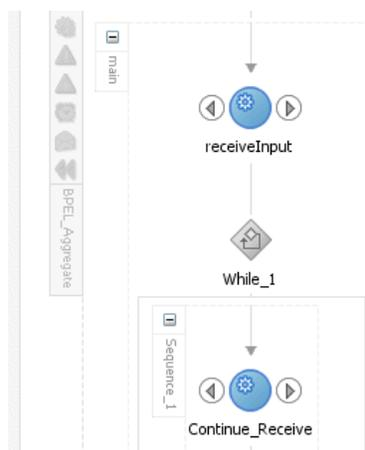 main
receiveInput
BPEL_Aggregate
While_1
Sequence_1
Continue_Receive